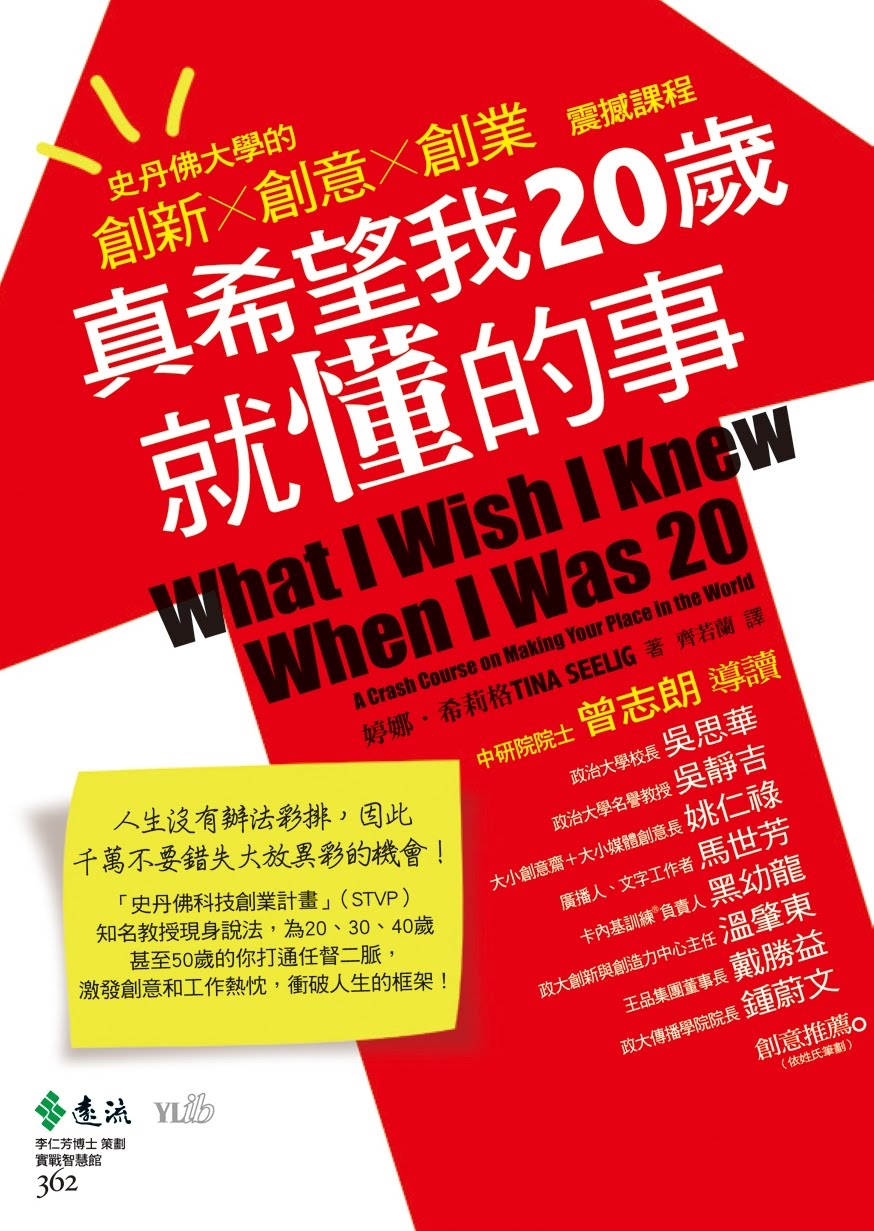 史丹佛大學的
創新×創意×創業 震撼課程
真希望我20歲
就懂的事
What I Wish I Knew
When I Was 20
A Crash Course on Making Your Place in the World
婷娜・希莉格TINA SEELIG 著 齊若蘭 譯
中研院院士 曾志朗 導讀
政治大學校長 吳思華
政治大學名譽教授 吳靜吉
大小創意齋+大小媒體創意長 姚仁祿
廣播人、文字工作者 馬世芳
卡內基訓練®負責人 黑幼龍
政大創新與創造力中心主任 溫肇東
王品集團董事長 戴勝益
政大傳播學院院長 鍾蔚文
創意推薦。
(依姓氏筆劃)
人生沒有辦法彩排,因此
千萬不要錯失大放異彩的機會!
「史丹佛科技創業計畫」(STVP)
知名教授現身說法,為20、30、40歲
甚至50歲的你打通任督二脈,
激發創意和工作熱忱,衝破人生的框架!
遠流 YLib
李仁芳博士 策劃
實戰智慧館
362